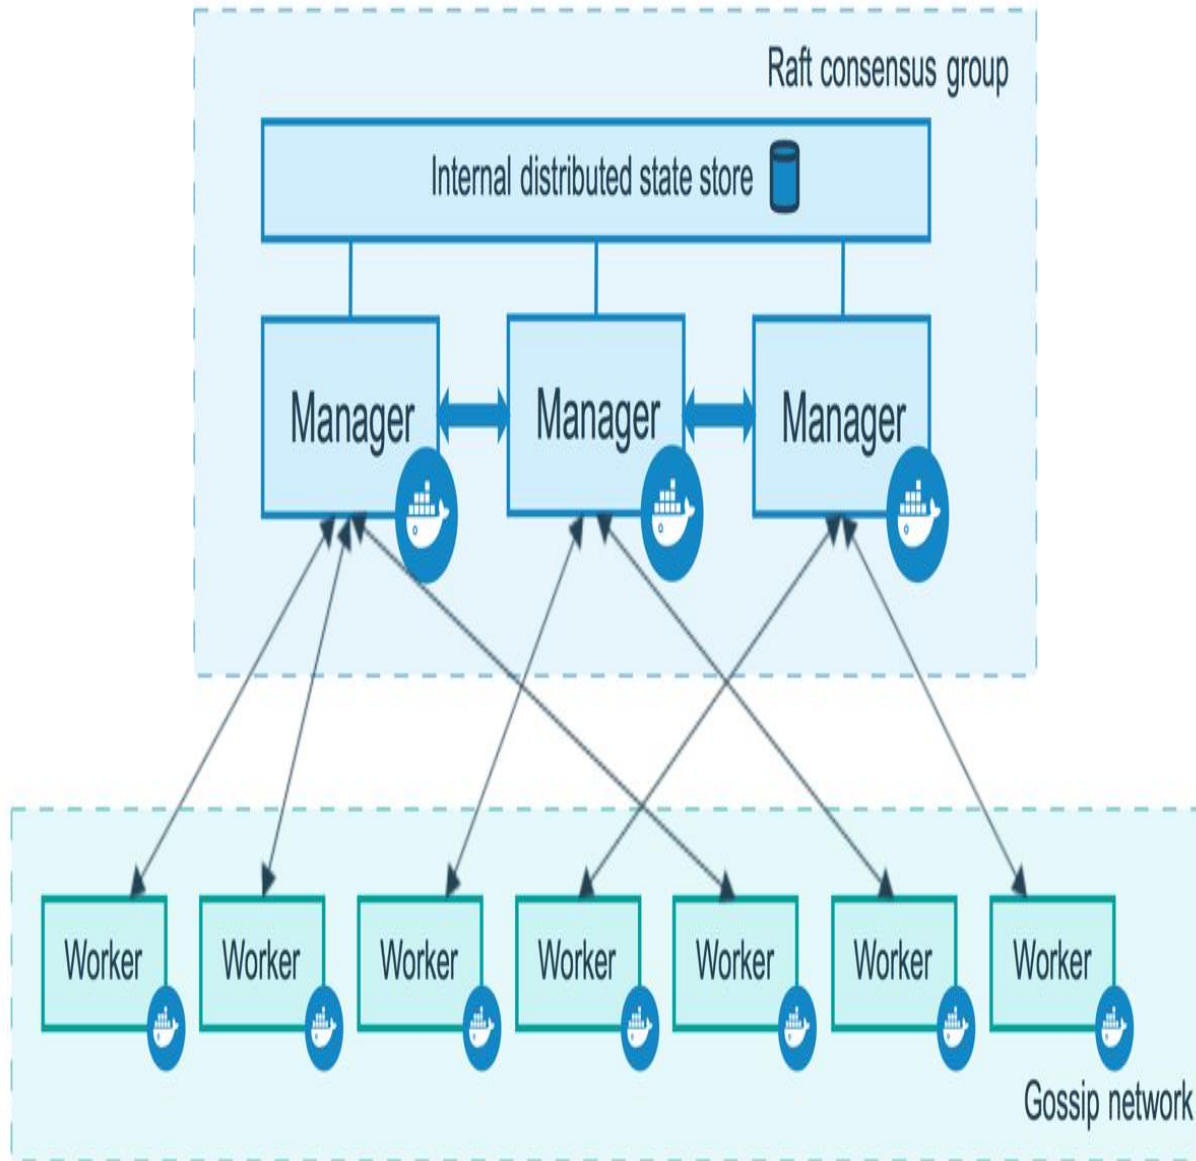 Raft consensus group
Internal distributed state store
Manager
Manager
Manager
Worker
Worker
Worker
Worker
Worker
Worker
Worker
Gossip network